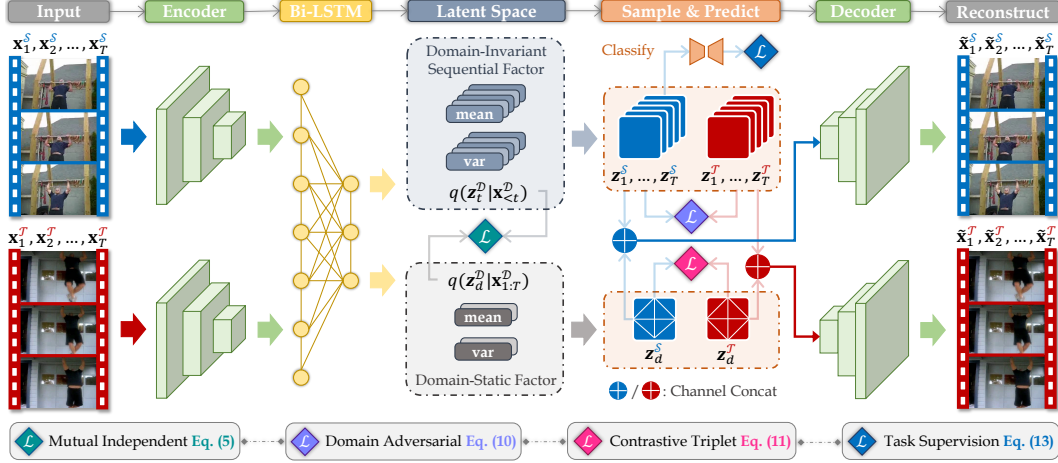 Input
Encoder
Bi-LSTM
Latent Space
Sample & Predict
Decoder
Reconstruct
𝐱₁^𝒮, 𝐱₂^𝒮, …, 𝐱_T^𝒮
Domain-Invariant
Sequential Factor
mean
var
q(𝒛_t^𝒟|𝐱_{<t}^𝒟)
Classify
ℒ
𝒛₁^𝒮, …, 𝒛_T^𝒮
𝒛₁^𝒯, …, 𝒛_T^𝒯
ℒ
𝐱̃₁^𝒮, 𝐱̃₂^𝒮, …, 𝐱̃_T^𝒮
ℒ
𝐱₁^𝒯, 𝐱₂^𝒯, …, 𝐱_T^𝒯
q(𝒛_d^𝒟|𝐱_{1:T}^𝒟)
mean
var
Domain-Static Factor
ℒ
𝒛_d^𝒮
𝒛_d^𝒯
/ : Channel Concat
𝐱̃₁^𝒯, 𝐱̃₂^𝒯, …, 𝐱̃_T^𝒯
ℒ Mutual Independent Eq. (5)
ℒ Domain Adversarial Eq. (10)
ℒ Contrastive Triplet Eq. (11)
ℒ Task Supervision Eq. (13)